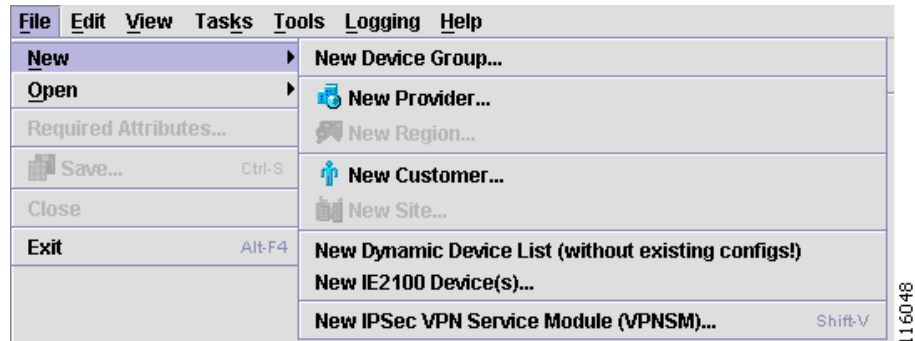 File Edit View Tasks Tools Logging Help
New
Open
Required Attributes...
Save... Ctrl-S
Close
Exit Alt-F4
New Device Group...
New Provider...
New Region...
New Customer...
New Site...
New Dynamic Device List (without existing configs!)
New IE2100 Device(s)...
New IPSec VPN Service Module (VPNSM)... Shift-V
116048